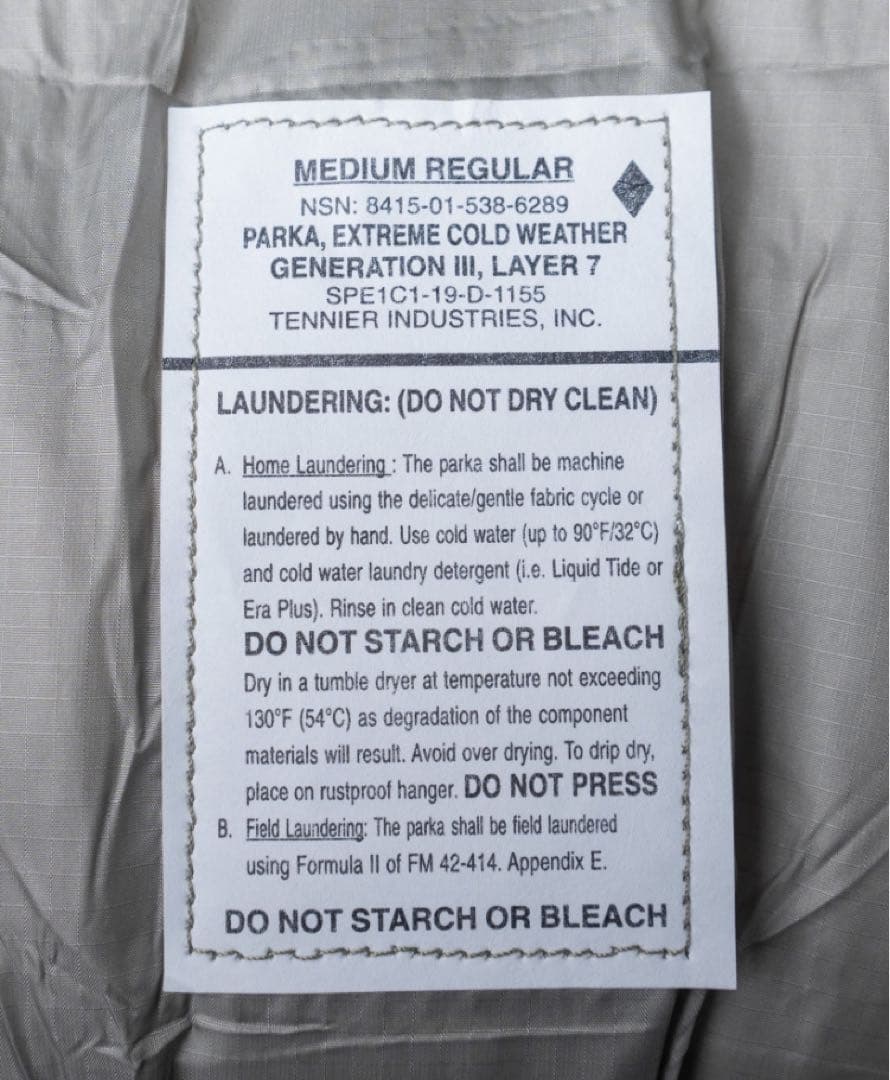 MEDIUM REGULAR
NSN: 8415-01-538-6289
PARKA, EXTREME COLD WEATHER
GENERATION III, LAYER 7
SPE1C1-19-D-1155
TENNIER INDUSTRIES, INC.
LAUNDERING: (DO NOT DRY CLEAN)
A. Home Laundering : The parka shall be machine
laundered using the delicate/gentle fabric cycle or
laundered by hand. Use cold water (up to 90°F/32°C)
and cold water laundry detergent (i.e. Liquid Tide or
Era Plus). Rinse in clean cold water.
DO NOT STARCH OR BLEACH
Dry in a tumble dryer at temperature not exceeding
130°F (54°C) as degradation of the component
materials will result. Avoid over drying. To drip dry,
place on rustproof hanger. DO NOT PRESS
B. Field Laundering: The parka shall be field laundered
using Formula II of FM 42-414. Appendix E.
DO NOT STARCH OR BLEACH